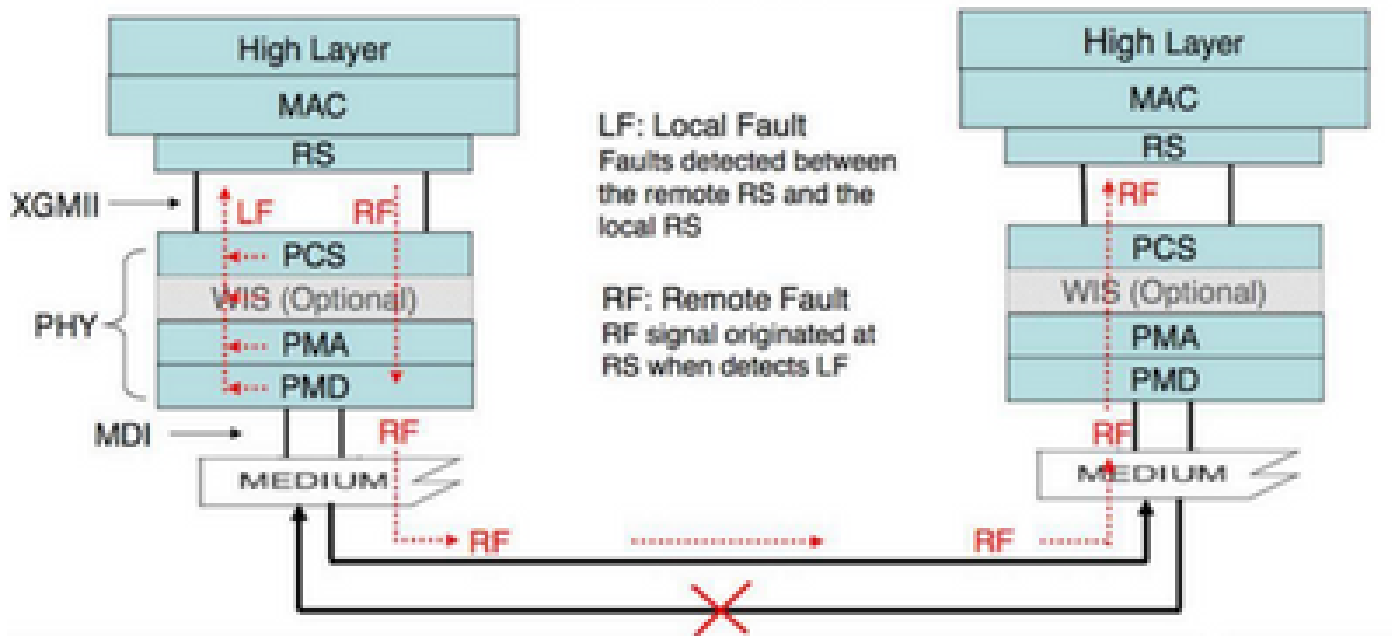 High Layer
MAC
RS
XGMII
LF
RF
PCS
WIS (Optional)
PHY
PMA
PMD
MDI
RF
MEDIUM
RF
LF: Local Fault
Faults detected between
the remote RS and the
local RS
RF: Remote Fault
RF signal originated at
RS when detects LF
High Layer
MAC
RS
RF
PCS
WIS (Optional)
PMA
PMD
RF
MEDIUM
RF